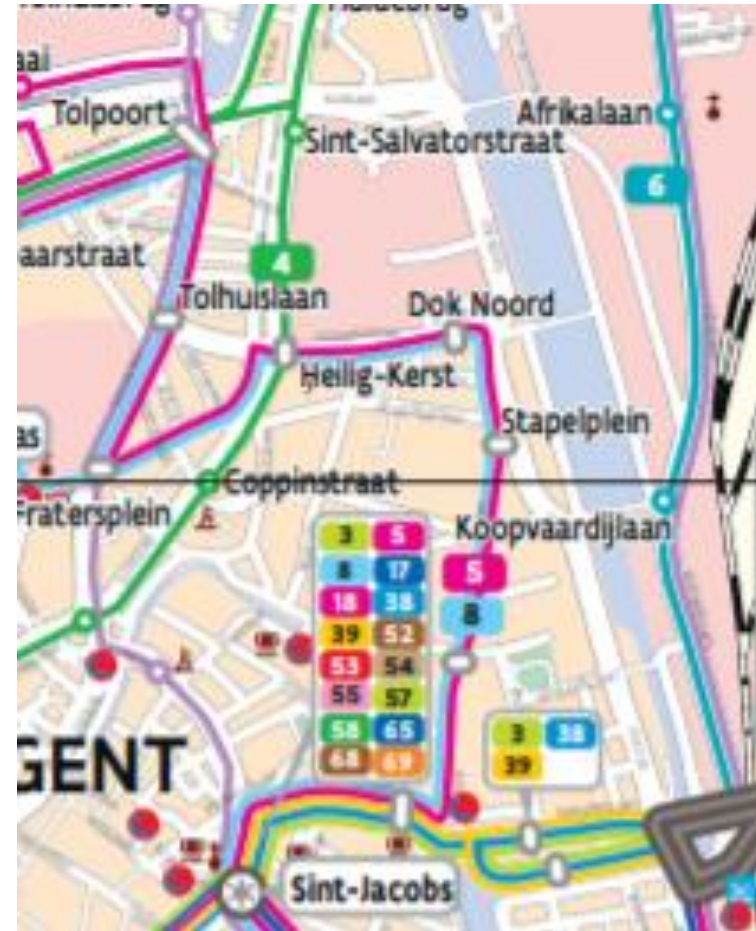 aai
Tolpoort
Afrikalaan
Sint-Salvatorstraat
6
aarstraat
4
Tolhuislaan
Dok Noord
Heilig-Kerst
Stapelplein
as
Coppinstraat
Fratersplein
Koopvaardijlaan
3 5
8 17
18 38
39 52
53 54
55 57
58 65
68 69
5
8
3 38
39
GENT
Sint-Jacobs